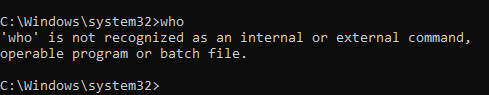 C:\Windows\system32>who
'who' is not recognized as an internal or external command,
operable program or batch file.
C:\Windows\system32>